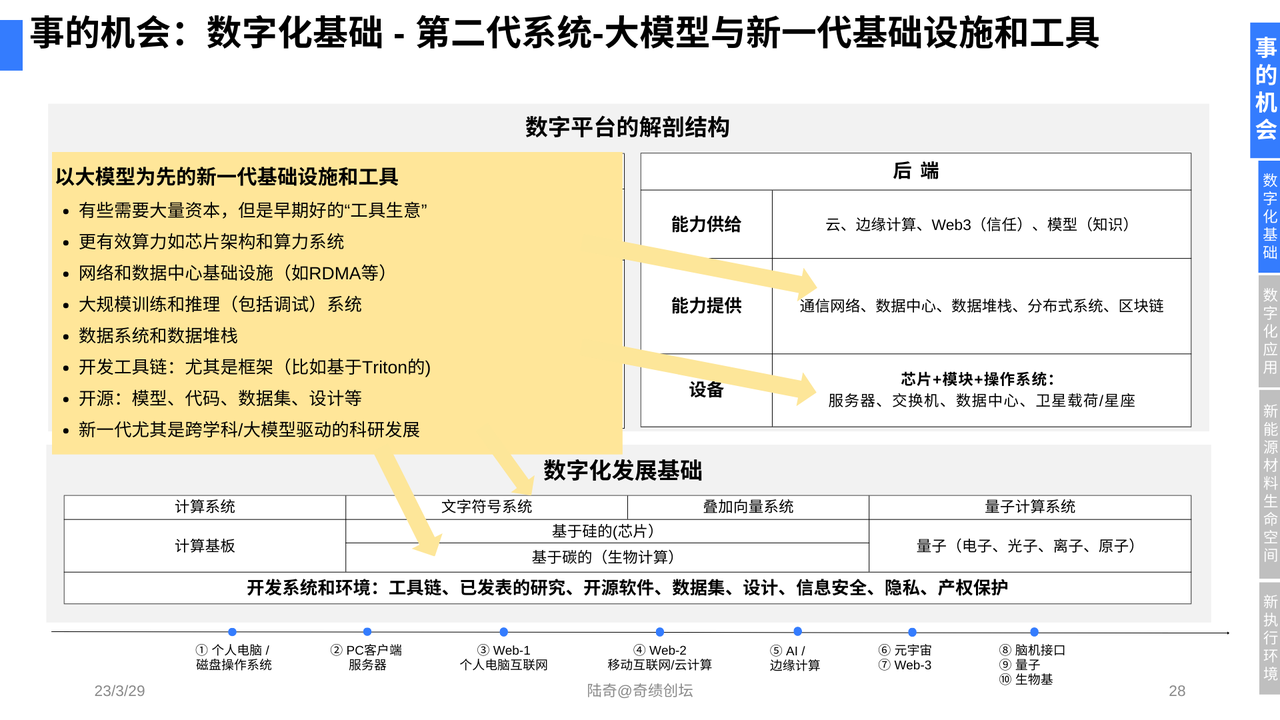 事的机会：数字化基础 - 第二代系统-大模型与新一代基础设施和工具
数字平台的解剖结构
以大模型为先的新一代基础设施和工具
• 有些需要大量资本，但是早期好的“工具生意”
• 更有效算力如芯片架构和算力系统
• 网络和数据中心基础设施（如RDMA等）
• 大规模训练和推理（包括调试）系统
• 数据系统和数据堆栈
• 开发工具链：尤其是框架（比如基于Triton的)
• 开源：模型、代码、数据集、设计等
• 新一代尤其是跨学科/大模型驱动的科研发展
后 端
能力供给
云、边缘计算、Web3（信任）、模型（知识）
能力提供
通信网络、数据中心、数据堆栈、分布式系统、区块链
设备
芯片+模块+操作系统：
服务器、交换机、数据中心、卫星载荷/星座
数字化发展基础
计算系统
文字符号系统
叠加向量系统
量子计算系统
计算基板
基于硅的(芯片）
基于碳的（生物计算）
量子（电子、光子、离子、原子）
开发系统和环境：工具链、已发表的研究、开源软件、数据集、设计、信息安全、隐私、产权保护
① 个人电脑 /
磁盘操作系统
② PC客户端
服务器
③ Web-1
个人电脑互联网
④ Web-2
移动互联网/云计算
⑤ AI /
边缘计算
⑥ 元宇宙
⑦ Web-3
⑧ 脑机接口
⑨ 量子
⑩ 生物基
23/3/29
陆奇@奇绩创坛
28
事的机会
数字化基础
数字化应用
新能源材料生命空间
新执行环境